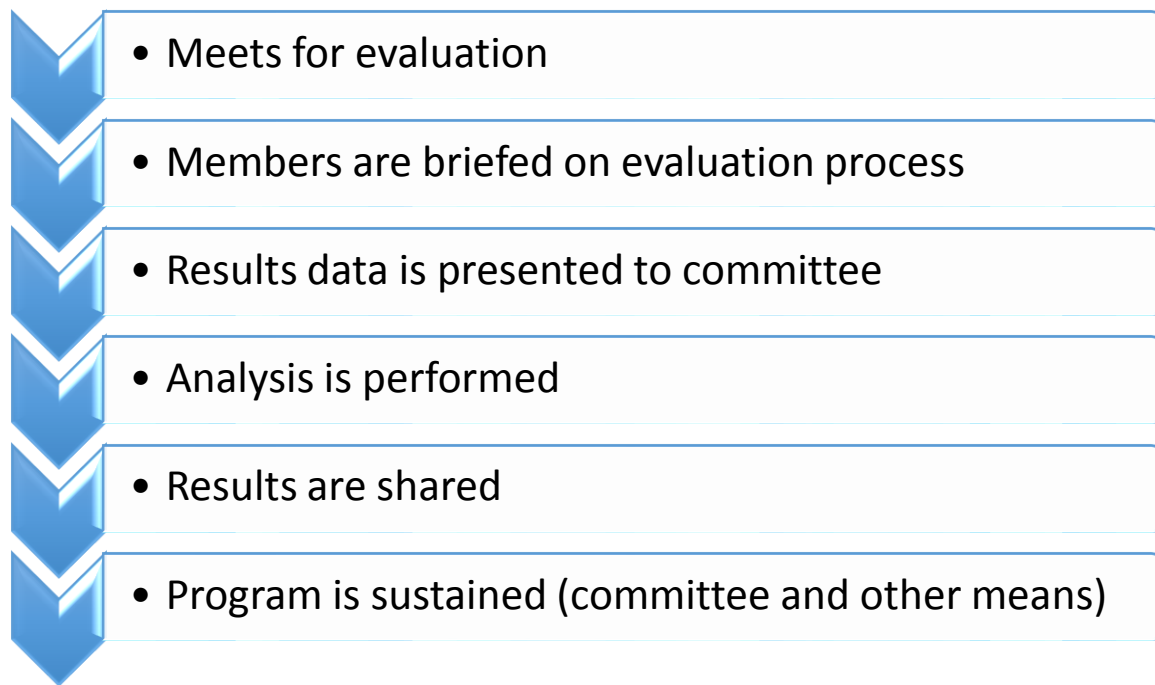 • Meets for evaluation
• Members are briefed on evaluation process
• Results data is presented to committee
• Analysis is performed
• Results are shared
• Program is sustained (committee and other means)